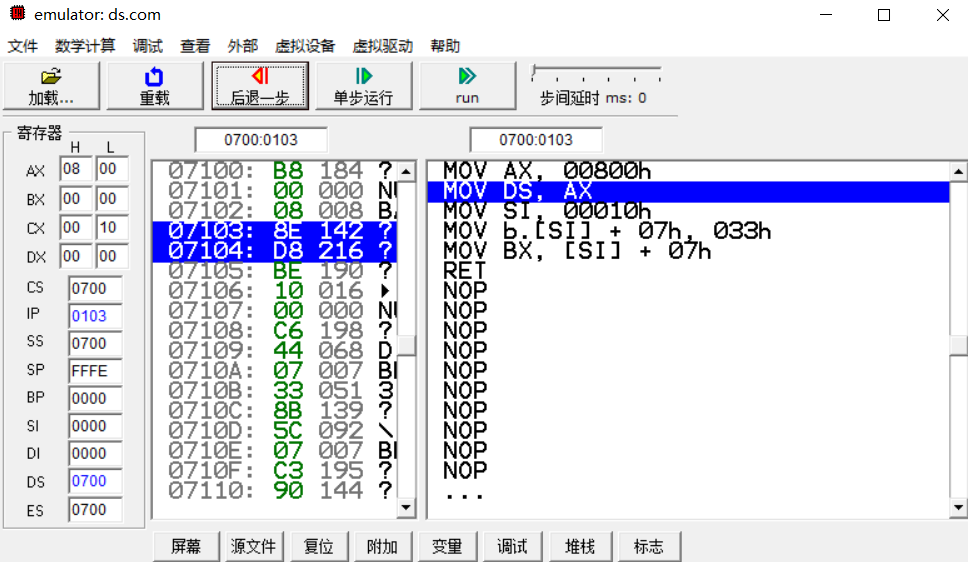 emulator: ds.com
文件 数学计算 调试 查看 外部 虚拟设备 虚拟驱动 帮助
加载... 重载 后退一步 单步运行 run 步间延时 ms: 0
寄存器
H L
AX 08 00
BX 00 00
CX 00 10
DX 00 00
CS 0700
IP 0103
SS 0700
SP FFFE
BP 0000
SI 0000
DI 0000
DS 0700
ES 0700
0700:0103
07100: B8 184 ?
07101: 00 000 NU
07102: 08 008 BA
07103: 8E 142 ?
07104: D8 216 ?
07105: BE 190 ?
07106: 10 016 ►
07107: 00 000 NU
07108: C6 198 ?
07109: 44 068 D
0710A: 07 007 BE
0710B: 33 051 3
0710C: 8B 139 ?
0710D: 5C 092 \
0710E: 07 007 BE
0710F: C3 195 ?
07110: 90 144 ?
0700:0103
MOV AX, 00800h
MOV DS, AX
MOV SI, 00010h
MOV b.[SI] + 07h, 033h
MOV BX, [SI] + 07h
RET
NOP
NOP
NOP
NOP
NOP
NOP
NOP
NOP
NOP
NOP
...
屏幕 源文件 复位 附加 变量 调试 堆栈 标志